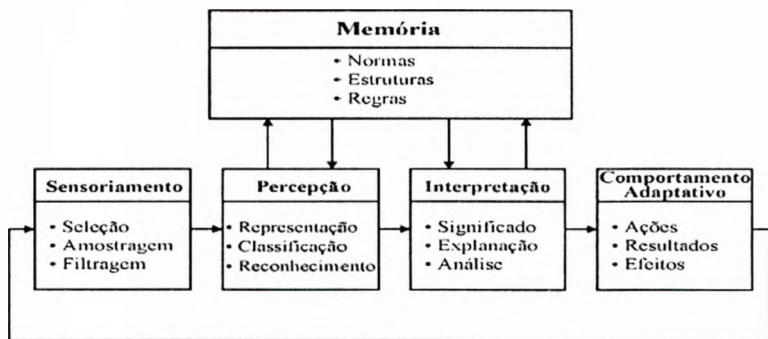 Memória
• Normas
• Estruturas
• Regras
Sensoriamento
• Seleção
• Amostragem
• Filtragem
Percepção
• Representação
• Classificação
• Reconhecimento
Interpretação
• Significado
• Explanação
• Análise
Comportamento
Adaptativo
• Ações
• Resultados
• Efeitos